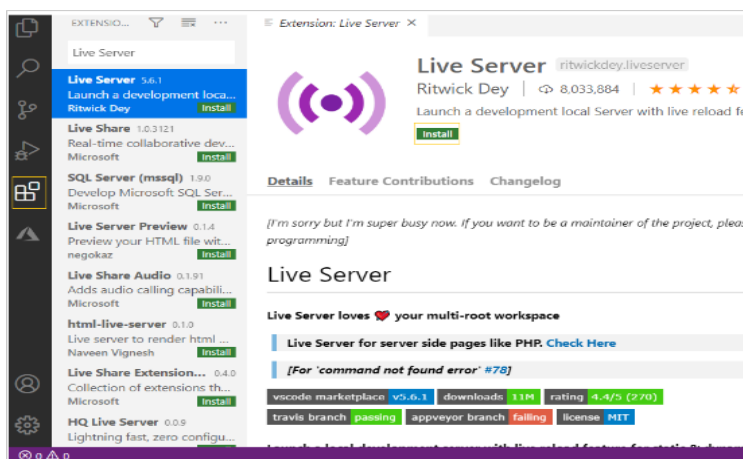 EXTENSIO...
Live Server
Live Server 5.6.1
Launch a development loca...
Ritwick Dey Install
Live Share 1.0.3121
Real-time collaborative dev...
Microsoft Install
SQL Server (mssql) 1.9.0
Develop Microsoft SQL Ser...
Microsoft Install
Live Server Preview 0.1.4
Preview your HTML file wit...
negokaz Install
Live Share Audio 0.1.91
Adds audio calling capabili...
Microsoft Install
html-live-server 0.1.0
Live server to render html ...
Naveen Vignesh Install
Live Share Extension... 0.4.0
Collection of extensions th...
Microsoft Install
HQ Live Server 0.0.9
Lightning fast, zero configu...
Extension: Live Server
Live Server ritwickdey.liveserver
Ritwick Dey 8,033,884
Launch a development local Server with live reload fe
Install
Details Feature Contributions Changelog
[I'm sorry but I'm super busy now. If you want to be a maintainer of the project, pleas
programming]
Live Server
Live Server loves ❤ your multi-root workspace
Live Server for server side pages like PHP. Check Here
[For 'command not found error' #78]
vscode marketplace v5.6.1 downloads 11M rating 4.4/5 (270)
travis branch passing appveyor branch failing license MIT